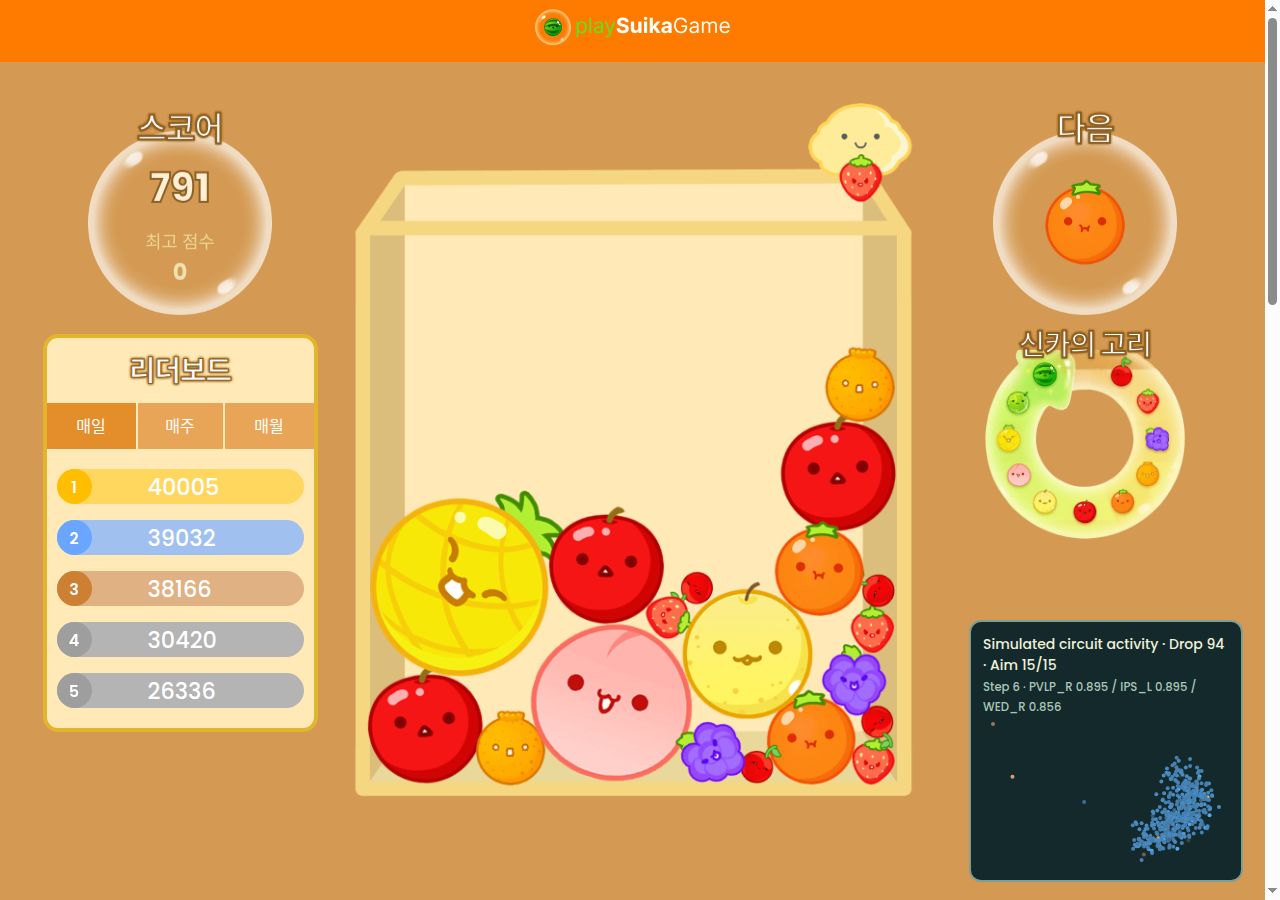 playSuikaGame
스코어
791
최고 점수
0
리더보드
매일 매주 매월
1 40005
2 39032
3 38166
4 30420
5 26336
다음
신카의 고리
Simulated circuit activity · Drop 94
· Aim 15/15
Step 6 · PVLP_R 0.895 / IPS_L 0.895 /
WED_R 0.856